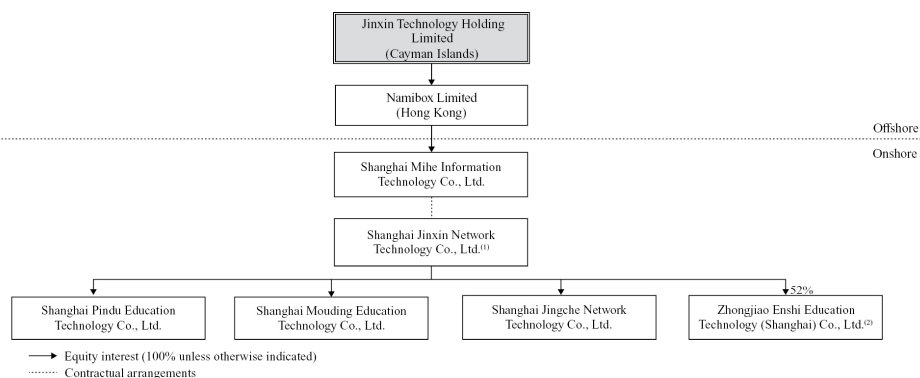 Jinxin Technology Holding
Limited
(Cayman Islands)
Namibox Limited
(Hong Kong)
Offshore
Onshore
Shanghai Mihe Information
Technology Co., Ltd.
Shanghai Jinxin Network
Technology Co., Ltd.(1)
52%
Shanghai Pindu Education
Technology Co., Ltd.
Shanghai Mouding Education
Technology Co., Ltd.
Shanghai Jingche Network
Technology Co., Ltd.
Zhongjiao Enshi Education
Technology (Shanghai) Co., Ltd.(2)
Equity interest (100% unless otherwise indicated)
Contractual arrangements